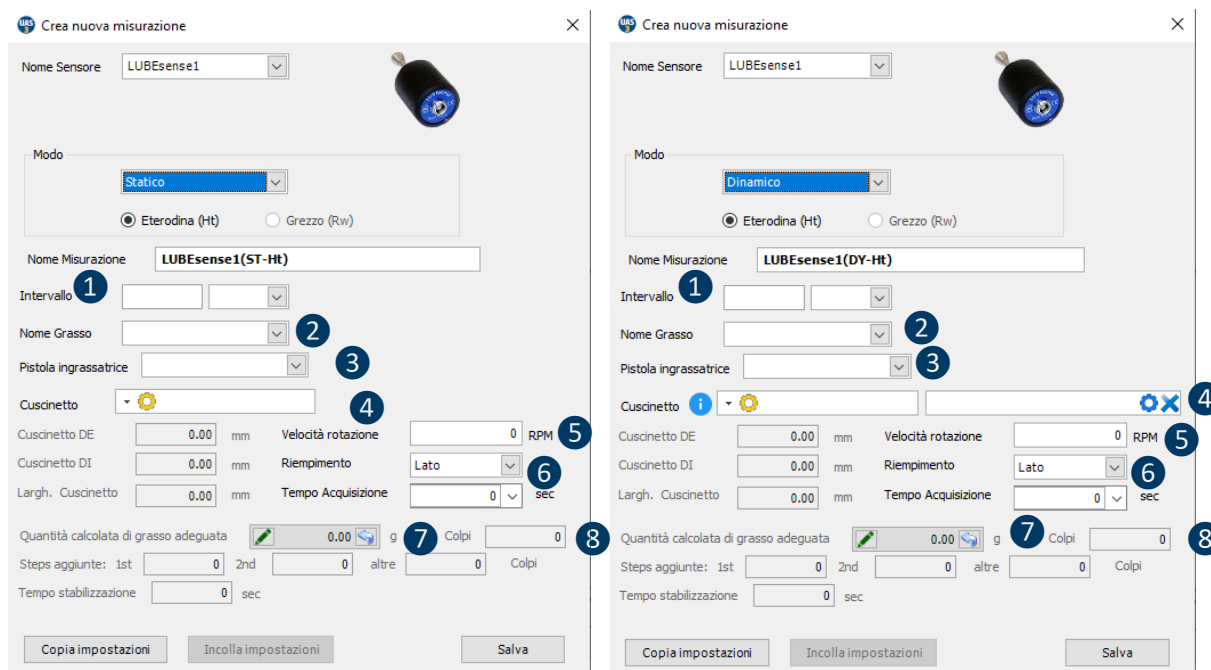 UAS 3 Crea nuova misurazione
Nome Sensore LUBEsense1
Modo
Statico
Eterodina (Ht) Grezzo (Rw)
Nome Misurazione LUBEsense1(ST-Ht)
Intervallo 1
Nome Grasso 2
Pistola ingrassatrice 3
Cuscinetto 4
Cuscinetto DE 0.00 mm Velocità rotazione 0 RPM 5
Cuscinetto DI 0.00 mm Riempimento Lato 6
Largh. Cuscinetto 0.00 mm Tempo Acquisizione 0 sec
Quantità calcolata di grasso adeguata 0.00 g 7 Colpi 0 8
Steps aggiunte: 1st 0 2nd 0 altre 0 Colpi
Tempo stabilizzazione 0 sec
Copia impostazioni Incolla impostazioni Salva
UAS 3 Crea nuova misurazione
Nome Sensore LUBEsense1
Modo
Dinamico
Eterodina (Ht) Grezzo (Rw)
Nome Misurazione LUBEsense1(DY-Ht)
Intervallo 1
Nome Grasso 2
Pistola ingrassatrice 3
Cuscinetto i 4
Cuscinetto DE 0.00 mm Velocità rotazione 0 RPM 5
Cuscinetto DI 0.00 mm Riempimento Lato 6
Largh. Cuscinetto 0.00 mm Tempo Acquisizione 0 sec
Quantità calcolata di grasso adeguata 0.00 g 7 Colpi 0 8
Steps aggiunte: 1st 0 2nd 0 altre 0 Colpi
Tempo stabilizzazione 0 sec
Copia impostazioni Incolla impostazioni Salva